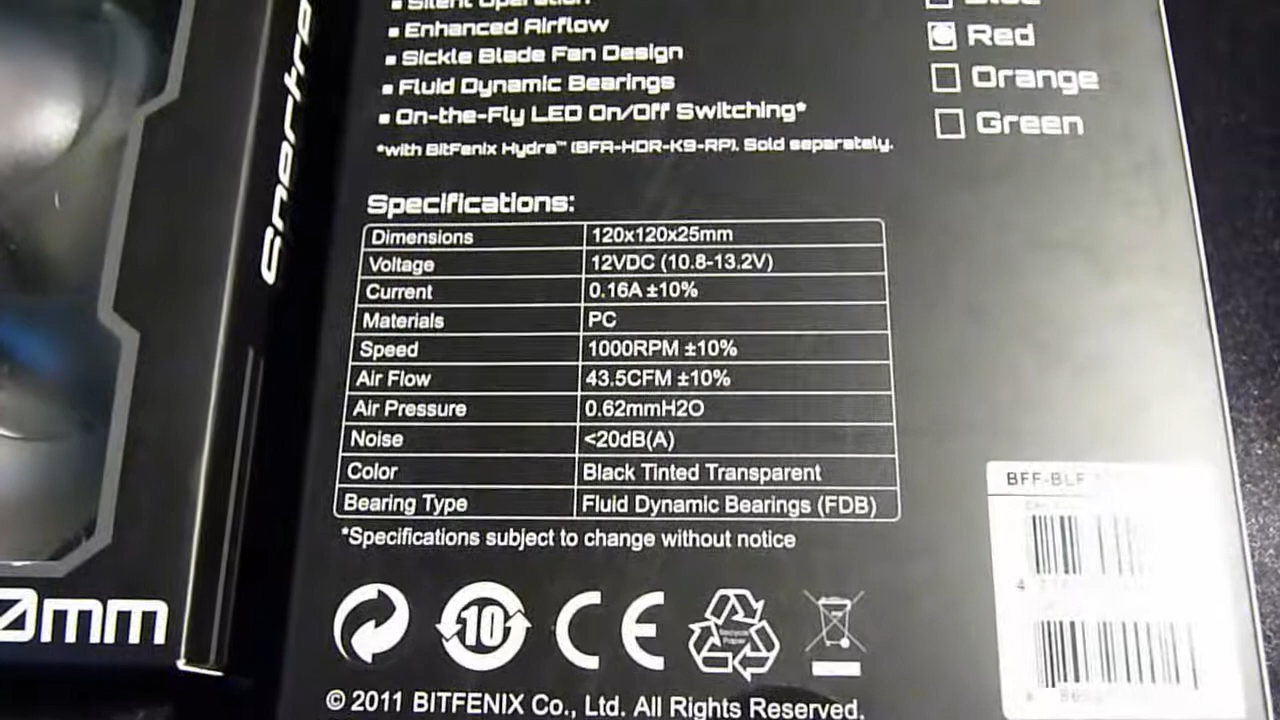 Silent Operation
Enhanced Airflow
Sickle Blade Fan Design
Fluid Dynamic Bearings
On-the-Fly LED On/Off Switching*
*with BitFenix Hydra™ (BFA-HDR-K9-RP). Sold separately.
Blue
Red
Orange
Green
Spectre
Specifications:
Dimensions 120x120x25mm
Voltage 12VDC (10.8-13.2V)
Current 0.16A ±10%
Materials PC
Speed 1000RPM ±10%
Air Flow 43.5CFM ±10%
Air Pressure 0.62mmH2O
Noise <20dB(A)
Color Black Tinted Transparent
Bearing Type Fluid Dynamic Bearings (FDB)
*Specifications subject to change without notice
0mm
10
CE
Recycle
Paper
© 2011 BITFENIX Co., Ltd. All Rights Reserved.